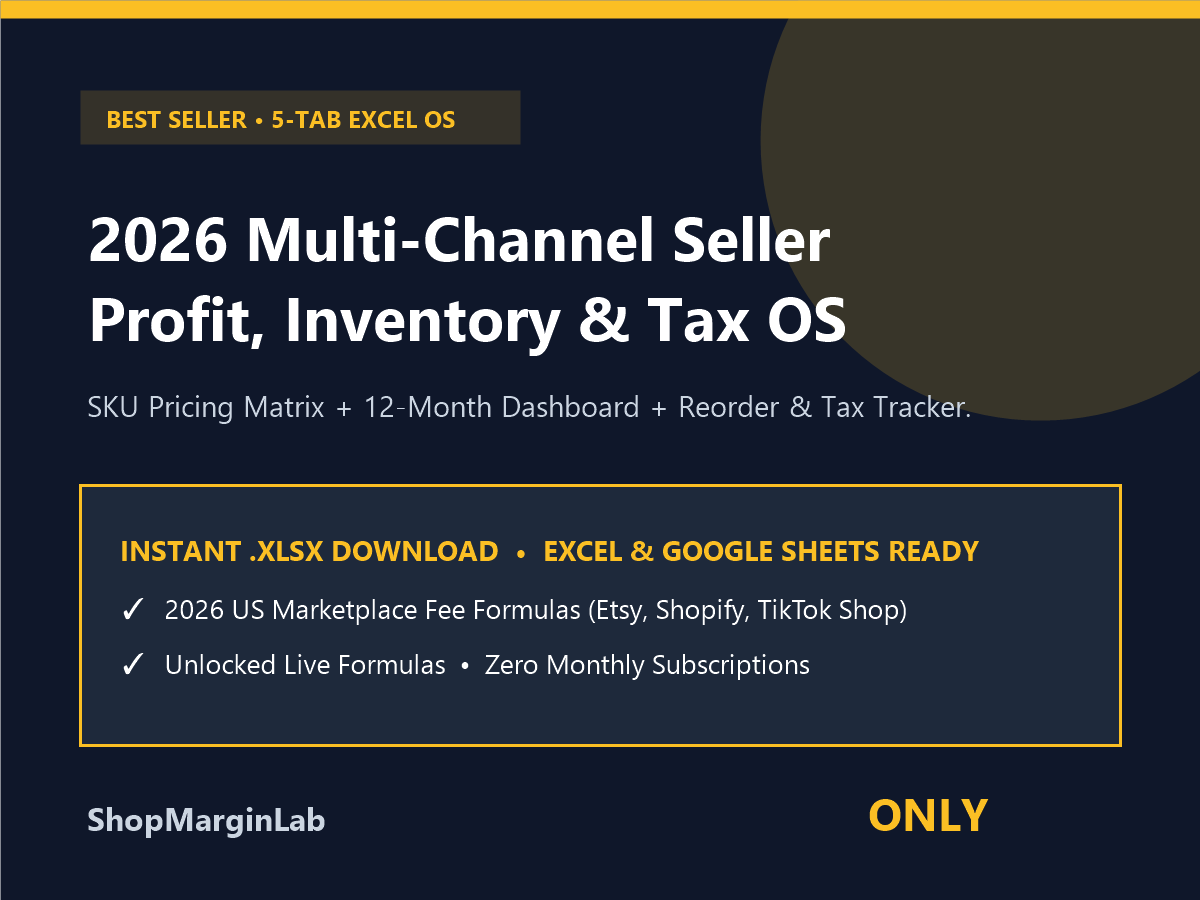 BEST SELLER • 5-TAB EXCEL OS
2026 Multi-Channel Seller
Profit, Inventory & Tax OS
SKU Pricing Matrix + 12-Month Dashboard + Reorder & Tax Tracker.
INSTANT .XLSX DOWNLOAD • EXCEL & GOOGLE SHEETS READY
✓ 2026 US Marketplace Fee Formulas (Etsy, Shopify, TikTok Shop)
✓ Unlocked Live Formulas • Zero Monthly Subscriptions
ShopMarginLab
ONLY